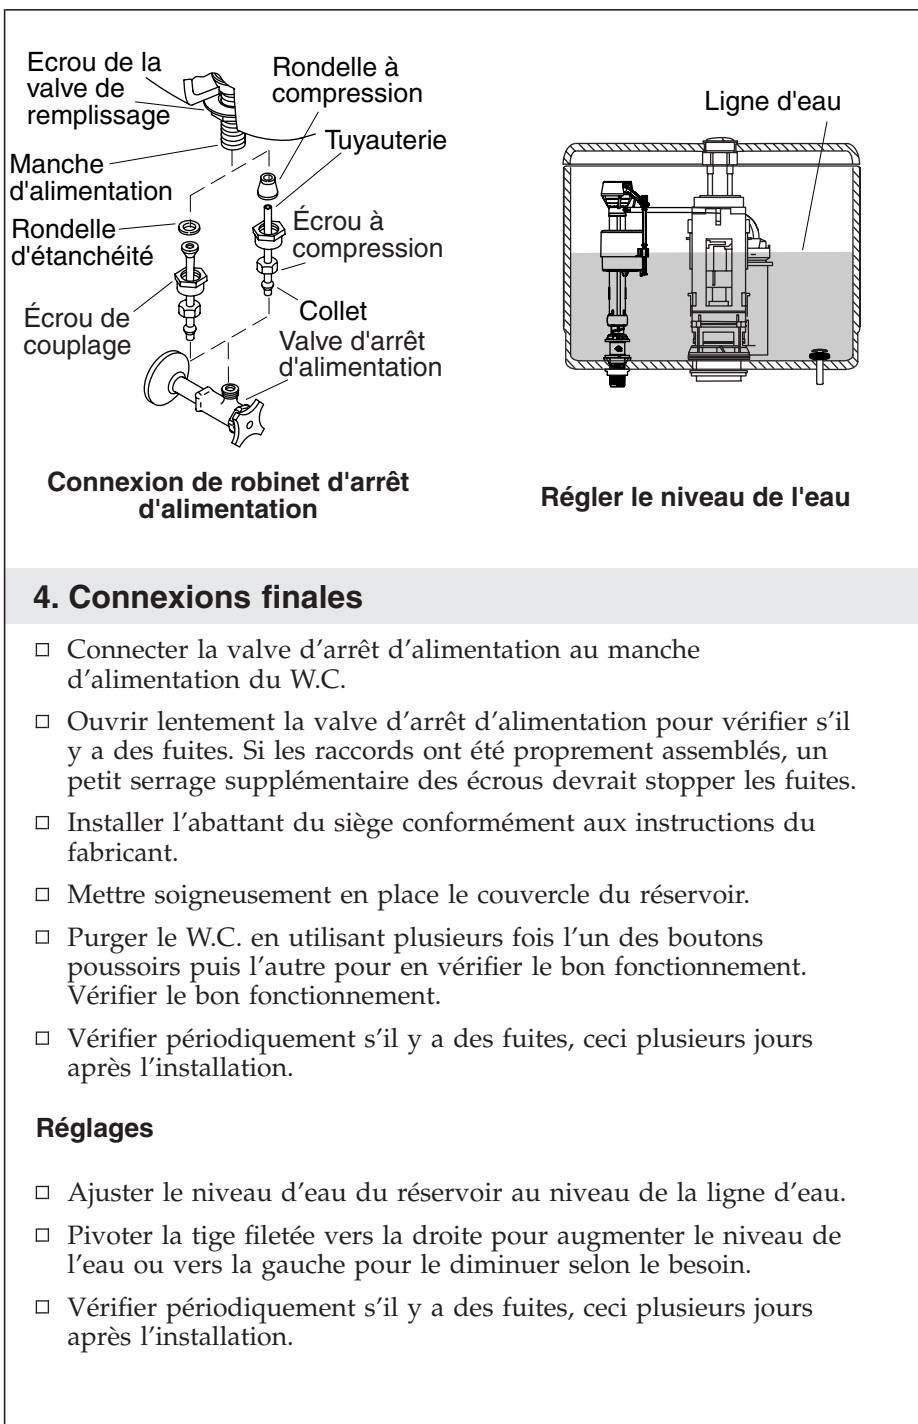 Ecrou de la
valve de
remplissage
Rondelle à
compression
Tuyauterie
Manche
d'alimentation
Rondelle
d'étanchéité
Écrou à
compression
Écrou de
couplage
Collet
Valve d'arrêt
d'alimentation
Connexion de robinet d'arrêt
d'alimentation
Ligne d'eau
Régler le niveau de l'eau
4. Connexions finales
□ Connecter la valve d’arrêt d’alimentation au manche
d’alimentation du W.C.
□ Ouvrir lentement la valve d’arrêt d’alimentation pour vérifier s’il
y a des fuites. Si les raccords ont été proprement assemblés, un
petit serrage supplémentaire des écrous devrait stopper les fuites.
□ Installer l’abattant du siège conformément aux instructions du
fabricant.
□ Mettre soigneusement en place le couvercle du réservoir.
□ Purger le W.C. en utilisant plusieurs fois l’un des boutons
poussoirs puis l’autre pour en vérifier le bon fonctionnement.
Vérifier le bon fonctionnement.
□ Vérifier périodiquement s’il y a des fuites, ceci plusieurs jours
après l’installation.
Réglages
□ Ajuster le niveau d’eau du réservoir au niveau de la ligne d’eau.
□ Pivoter la tige filetée vers la droite pour augmenter le niveau de
l’eau ou vers la gauche pour le diminuer selon le besoin.
□ Vérifier périodiquement s’il y a des fuites, ceci plusieurs jours
après l’installation.